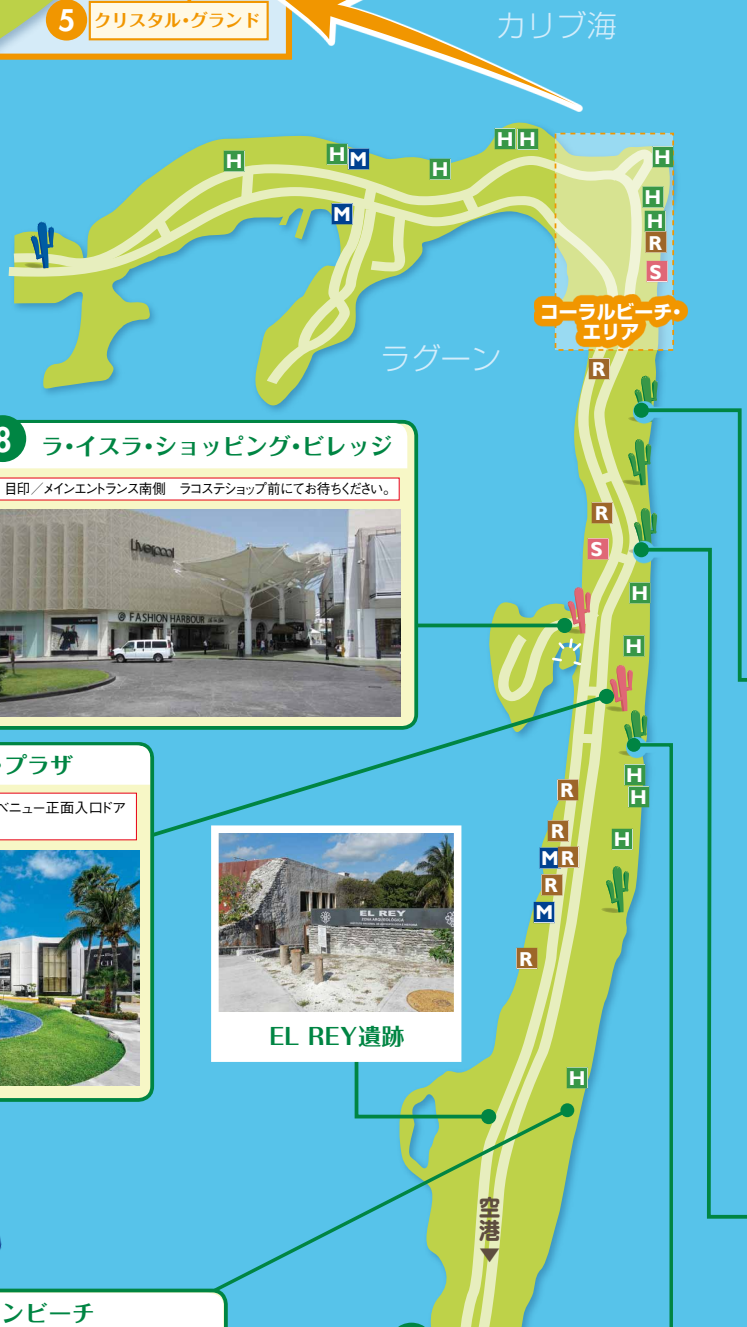 5 クリスタル・グランド
カリブ海
H
H M
H
H H
H
M
H
H
R
S
コーラルビーチ・
エリア
ラグーン
R
8 ラ・イスラ・ショッピング・ビレッジ
目印／メインエントランス南側　ラコステショップ前にてお待ちください。
Liverpool
FASHION HARBOUR
R
S
H
H
・プラザ
ベニュー正面入口ドア
H
H
R
R
H
M R
R
M
R
EL REY
ZONA ARQUEOLÓGICA
EL REY遺跡
H
空港▼
ンビーチ